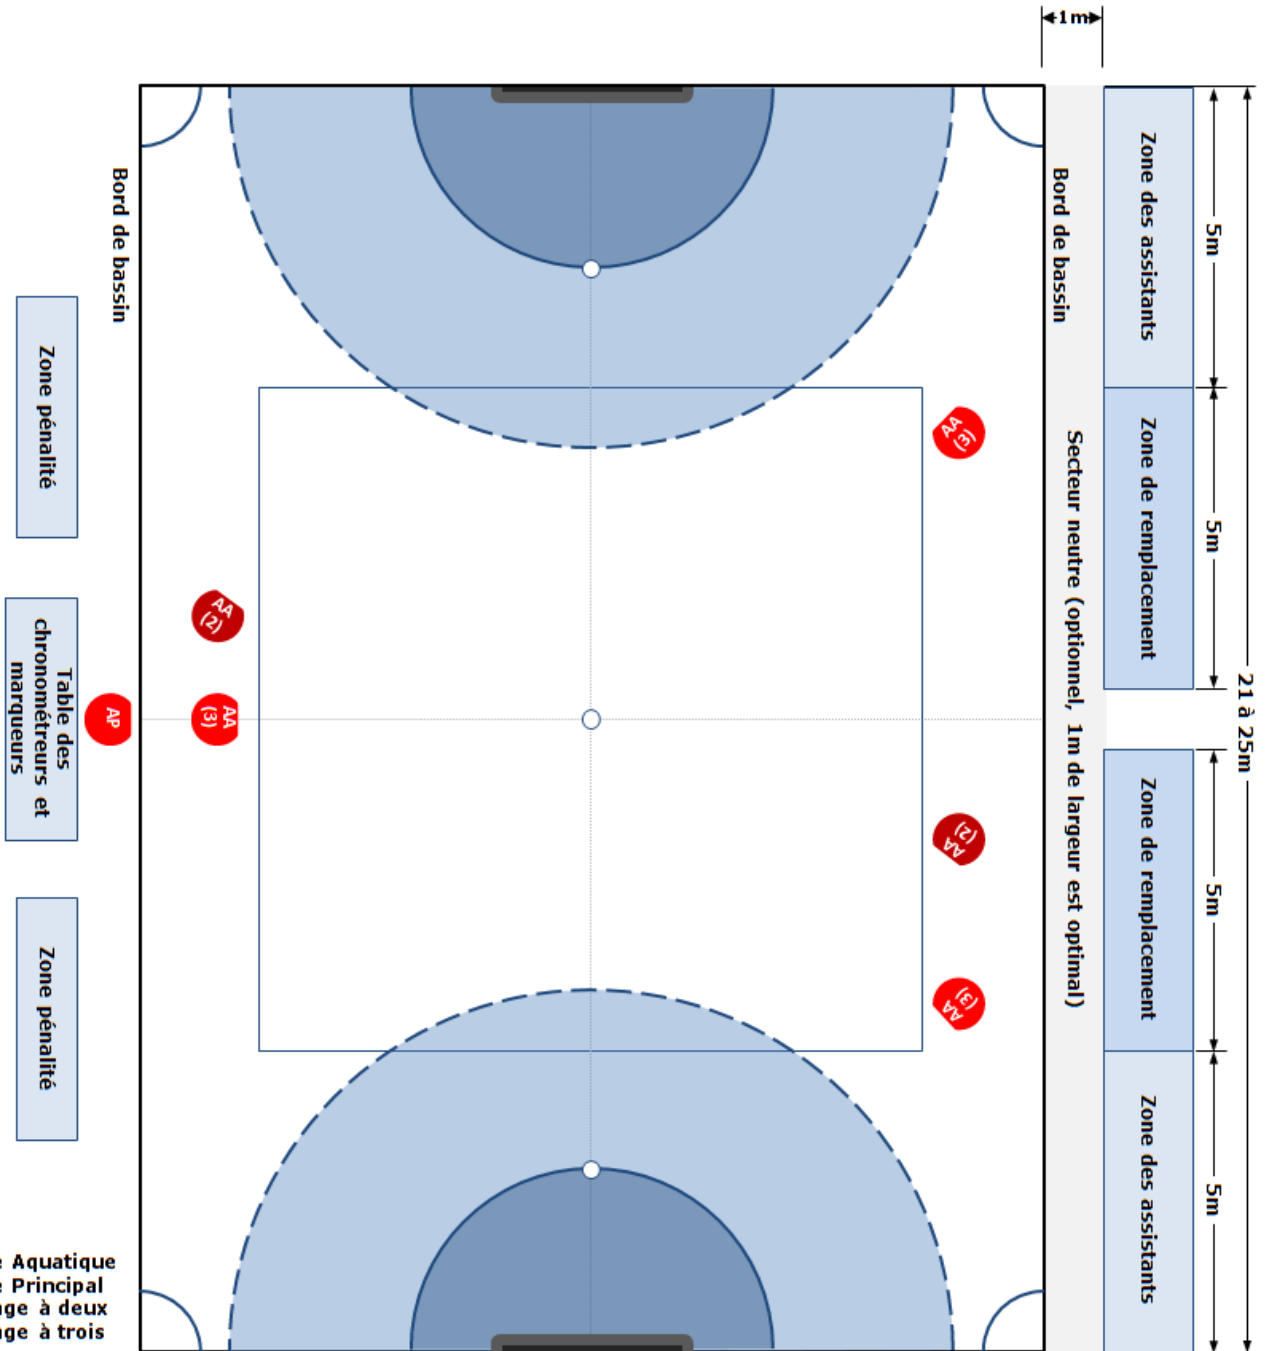 1m
Bord de bassin
Bord de bassin
Zone des assistants
5m
Zone pénalité
AA
(3)
Secteur neutre (optionnel, 1m de largeur est optimal)
Zone de remplacement
5m
AA
(2)
Table des
chronométreurs et
marqueurs
AP
AA
(3)
21 à 25m
AA
(2)
Zone de remplacement
5m
Zone pénalité
AA
(3)
Zone des assistants
5m
Aquatique
Principal
à deux
à trois